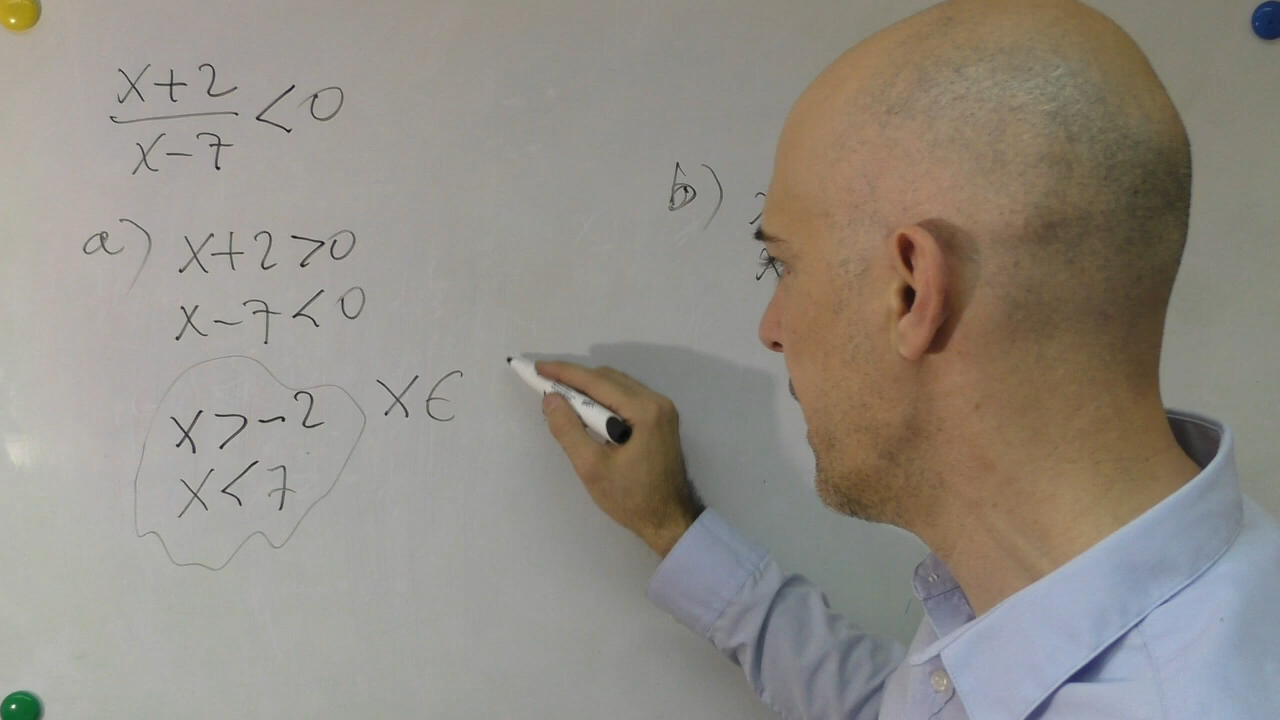 x+2
x-7 <0
a) x+2>0
x-7<0
x>-2
x<7
x∈
b) x
x